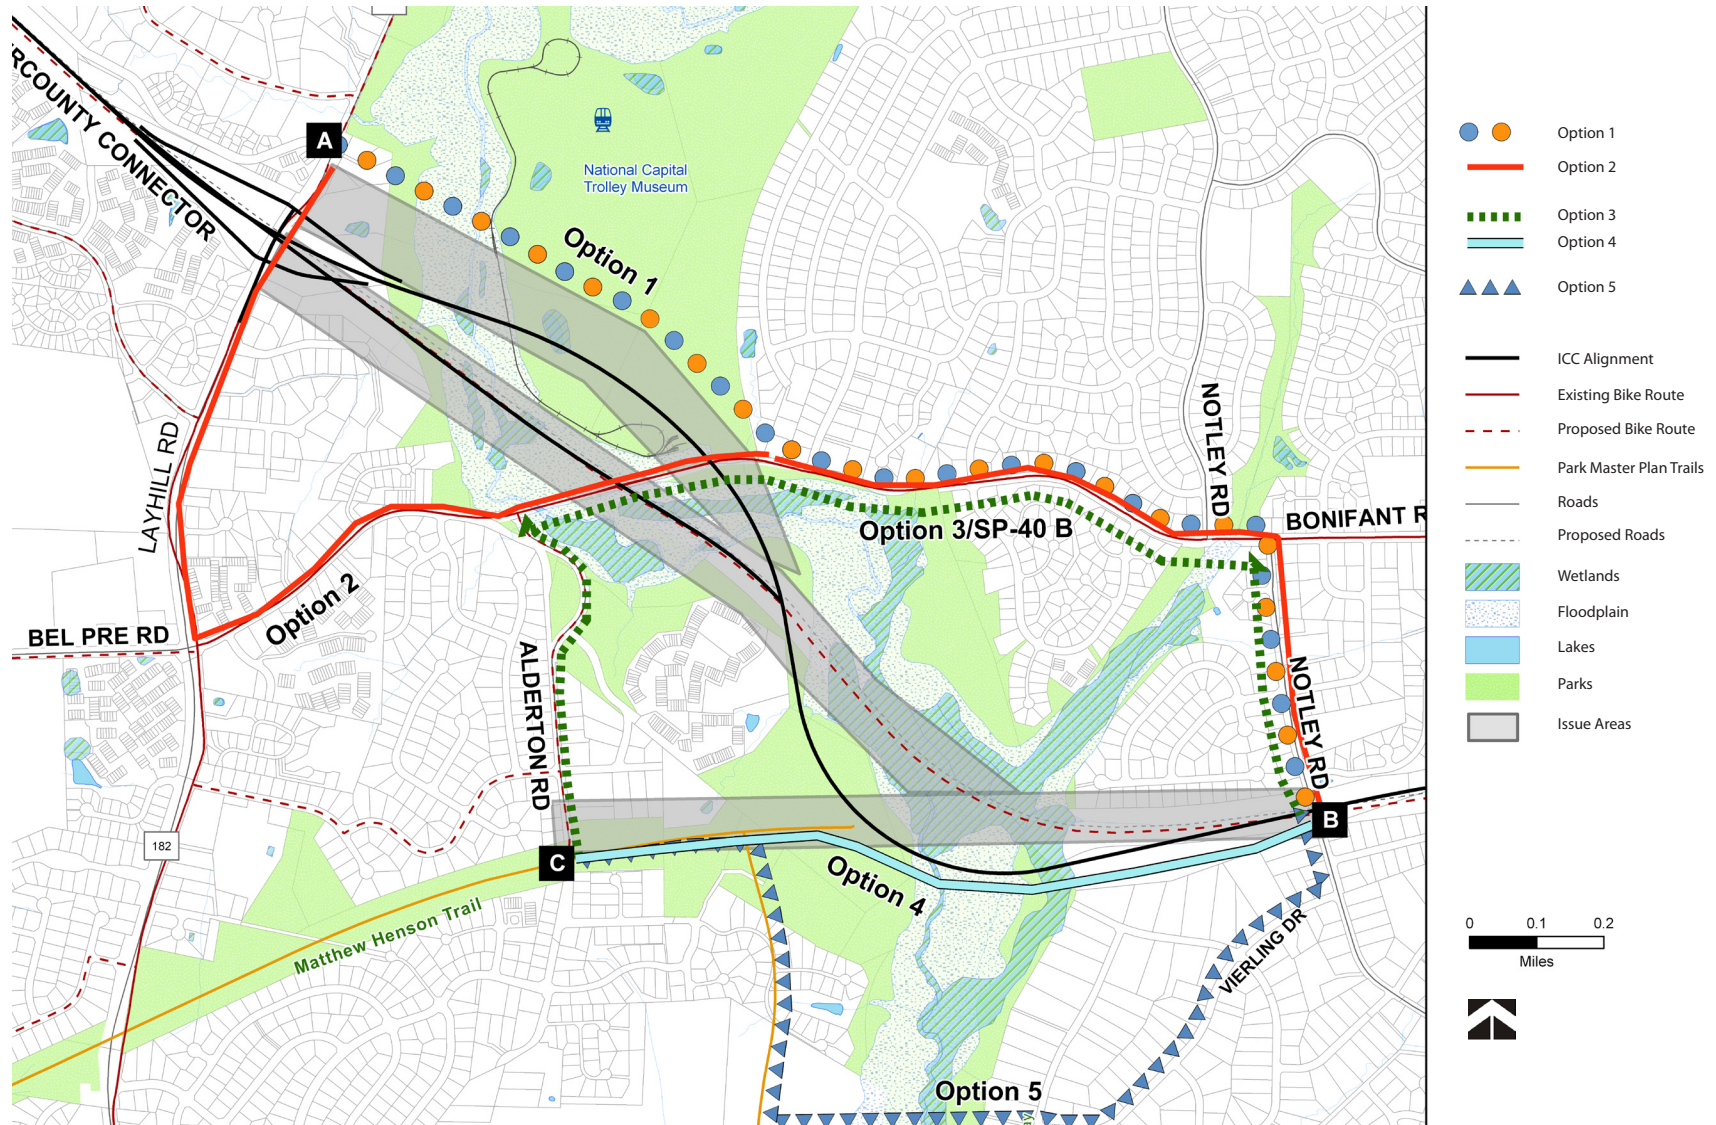 RCOUNTY CONNECTOR
A
National Capital
Trolley Museum
Option 1
NOTLEY RD
LAYHILL RD
BONIFANT R
Option 3/SP-40 B
Option 2
BEL PRE RD
ALDERTON RD
NOTLEY RD
B
182
C
Option 4
Matthew Henson Trail
VIERLING DR
Option 5
Option 1
Option 2
Option 3
Option 4
Option 5
ICC Alignment
Existing Bike Route
Proposed Bike Route
Park Master Plan Trails
Roads
Proposed Roads
Wetlands
Floodplain
Lakes
Parks
Issue Areas
0 0.1 0.2
Miles